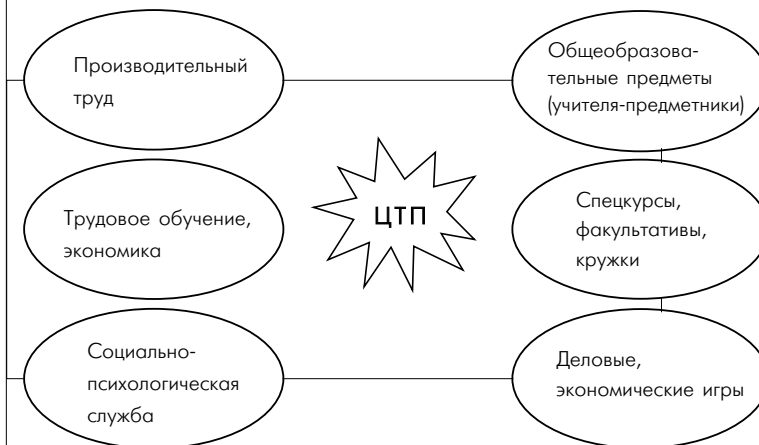 Производительный
труд
Общеобразова-
тельные предметы
(учителя-предметники)
Трудовое обучение,
экономика
ЦТП
Спецкурсы,
факультативы,
кружки
Социально-
психологическая
служба
Деловые,
экономические игры